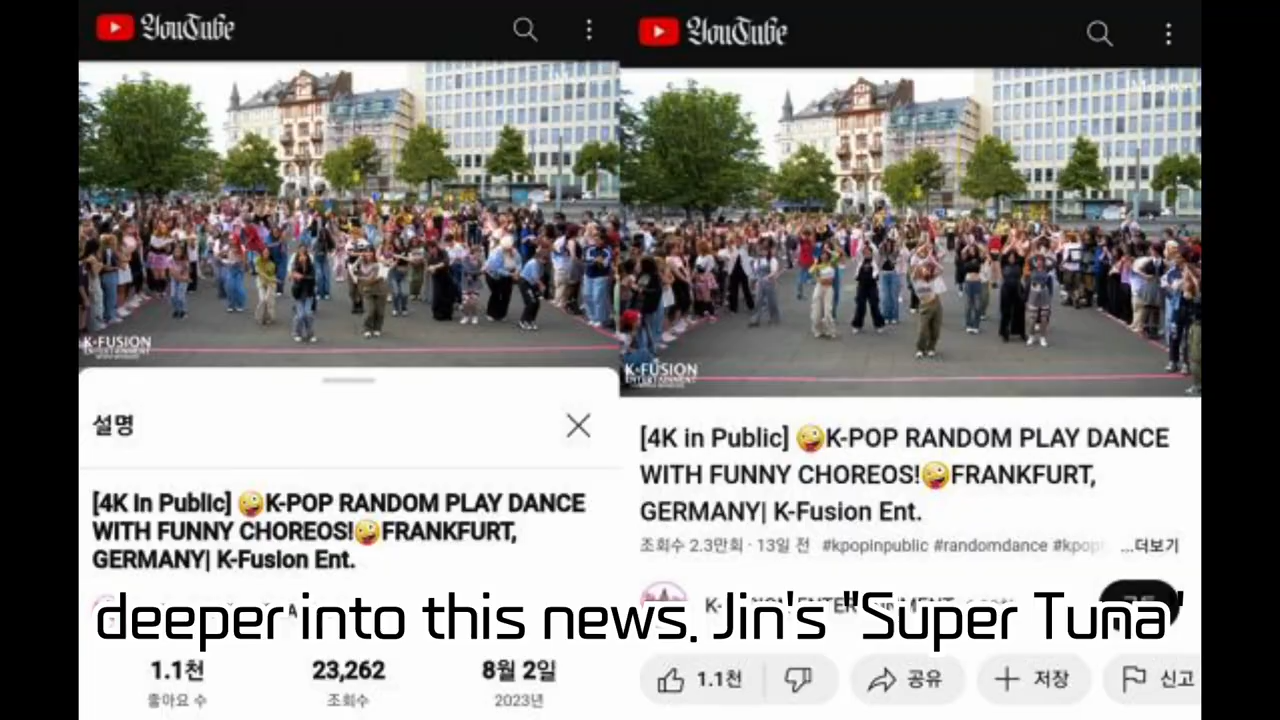 YouTube
K-FUSION
ENTERTAINMENT
설명
[4K in Public] 🤪K-POP RANDOM PLAY DANCE
WITH FUNNY CHOREOS!🤪FRANKFURT,
GERMANY| K-Fusion Ent.
1.1천
23,262
8월 2일
좋아요 수
조회수
2023년
YouTube
K-FUSION
ENTERTAINMENT
[4K in Public] 🤪K-POP RANDOM PLAY DANCE
WITH FUNNY CHOREOS!🤪FRANKFURT,
GERMANY| K-Fusion Ent.
조회수 2.3만회 · 13일 전 #kpopinpublic #randomdance #kpop ...더보기
1.1천
공유
저장
신고
deeper into this news. Jin's "Super Tuna"